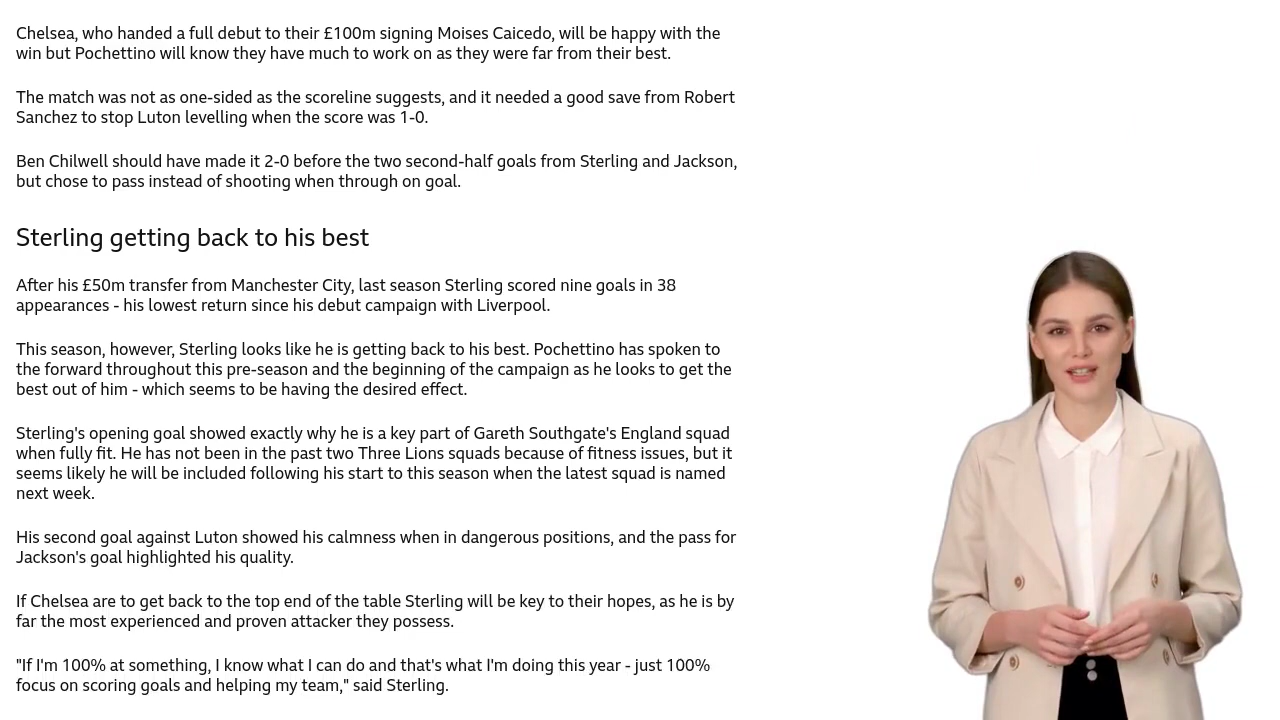 Chelsea, who handed a full debut to their £100m signing Moises Caicedo, will be happy with the
win but Pochettino will know they have much to work on as they were far from their best.
The match was not as one-sided as the scoreline suggests, and it needed a good save from Robert
Sanchez to stop Luton levelling when the score was 1-0.
Ben Chilwell should have made it 2-0 before the two second-half goals from Sterling and Jackson,
but chose to pass instead of shooting when through on goal.
Sterling getting back to his best
After his £50m transfer from Manchester City, last season Sterling scored nine goals in 38
appearances - his lowest return since his debut campaign with Liverpool.
This season, however, Sterling looks like he is getting back to his best. Pochettino has spoken to
the forward throughout this pre-season and the beginning of the campaign as he looks to get the
best out of him - which seems to be having the desired effect.
Sterling's opening goal showed exactly why he is a key part of Gareth Southgate's England squad
when fully fit. He has not been in the past two Three Lions squads because of fitness issues, but it
seems likely he will be included following his start to this season when the latest squad is named
next week.
His second goal against Luton showed his calmness when in dangerous positions, and the pass for
Jackson's goal highlighted his quality.
If Chelsea are to get back to the top end of the table Sterling will be key to their hopes, as he is by
far the most experienced and proven attacker they possess.
"If I'm 100% at something, I know what I can do and that's what I'm doing this year - just 100%
focus on scoring goals and helping my team," said Sterling.